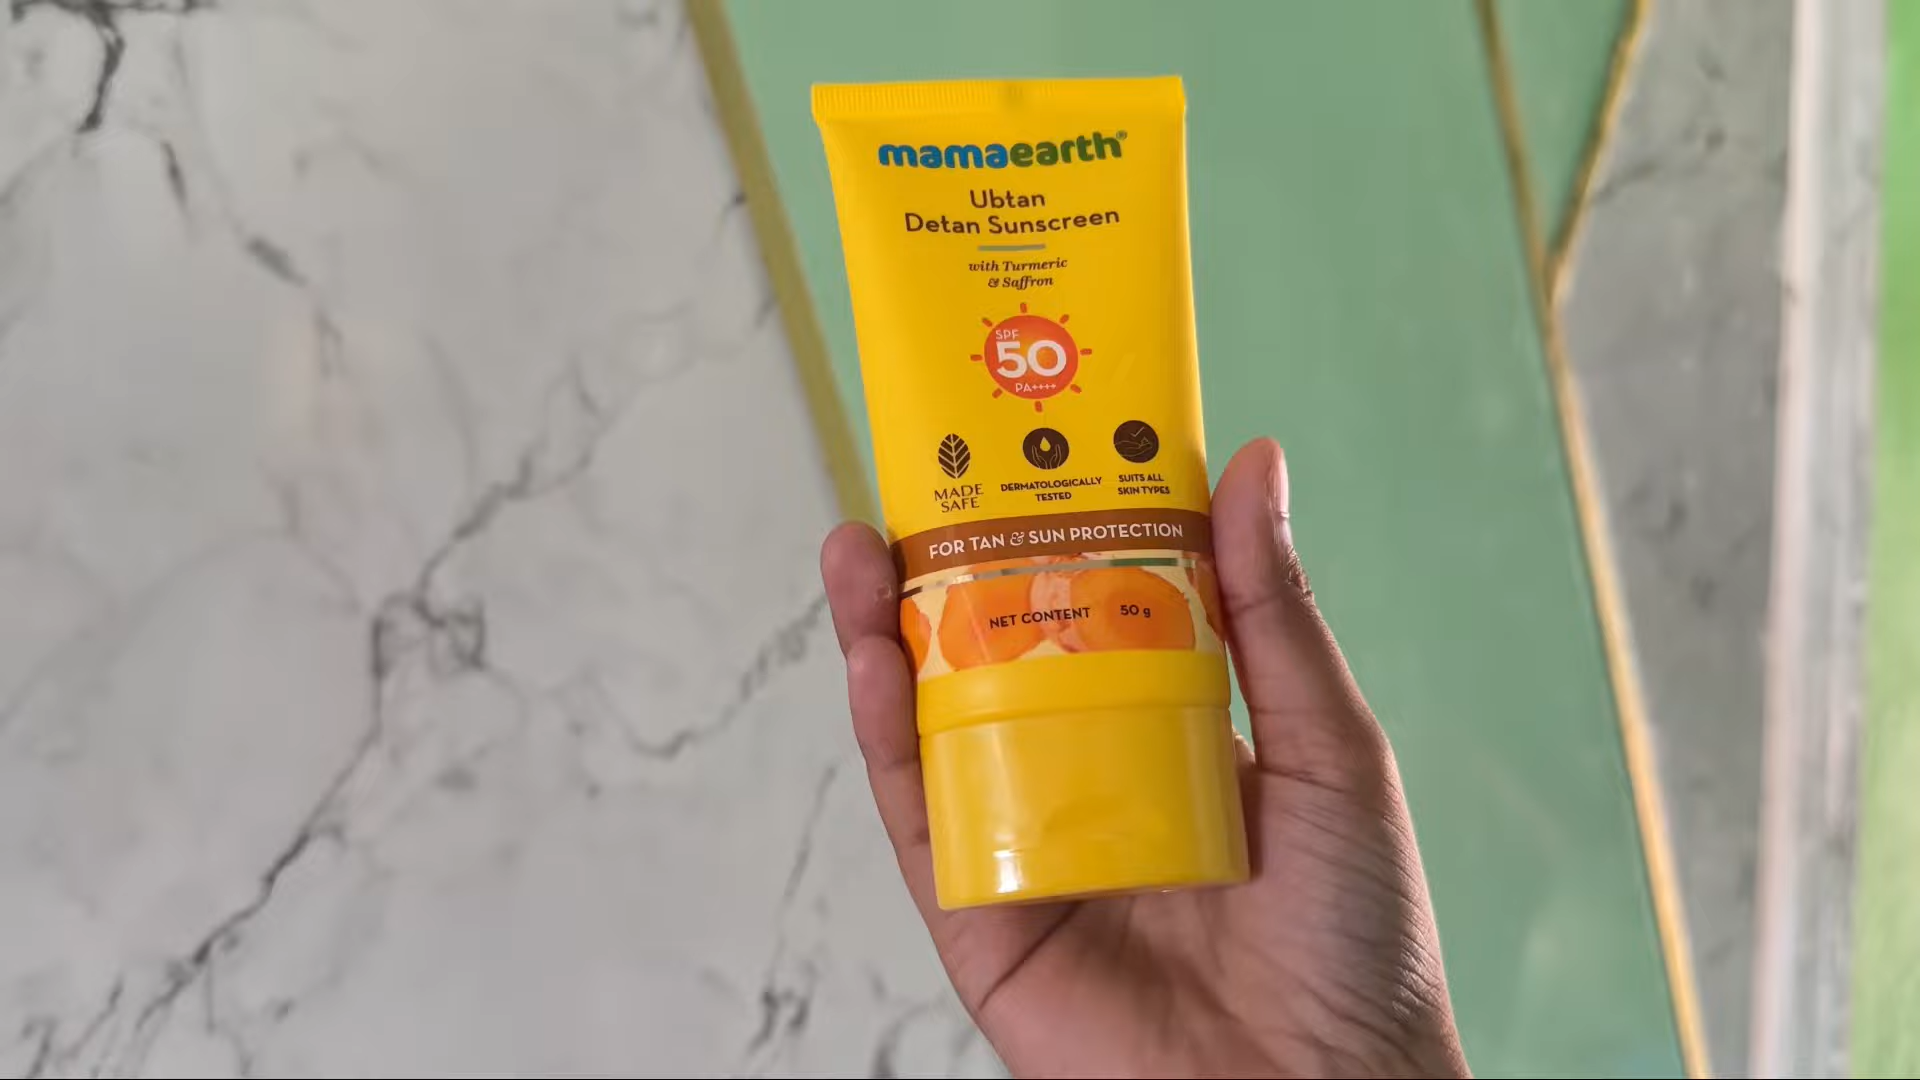 mamaearth®
Ubtan
Detan Sunscreen
with Turmeric
& Saffron
SPF
50
PA++++
MADE
SAFE
DERMATOLOGICALLY
TESTED
SUITS ALL
SKIN TYPES
FOR TAN & SUN PROTECTION
NET CONTENT 50 g